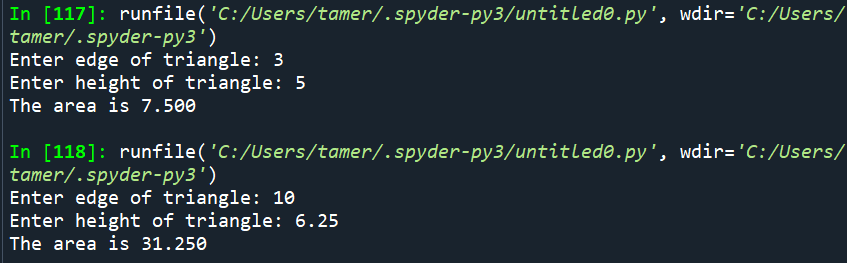 In [117]: runfile('C:/Users/tamer/.spyder-py3/untitled0.py', wdir='C:/Users/
tamer/.spyder-py3')
Enter edge of triangle: 3
Enter height of triangle: 5
The area is 7.500
In [118]: runfile('C:/Users/tamer/.spyder-py3/untitled0.py', wdir='C:/Users/
tamer/.spyder-py3')
Enter edge of triangle: 10
Enter height of triangle: 6.25
The area is 31.250